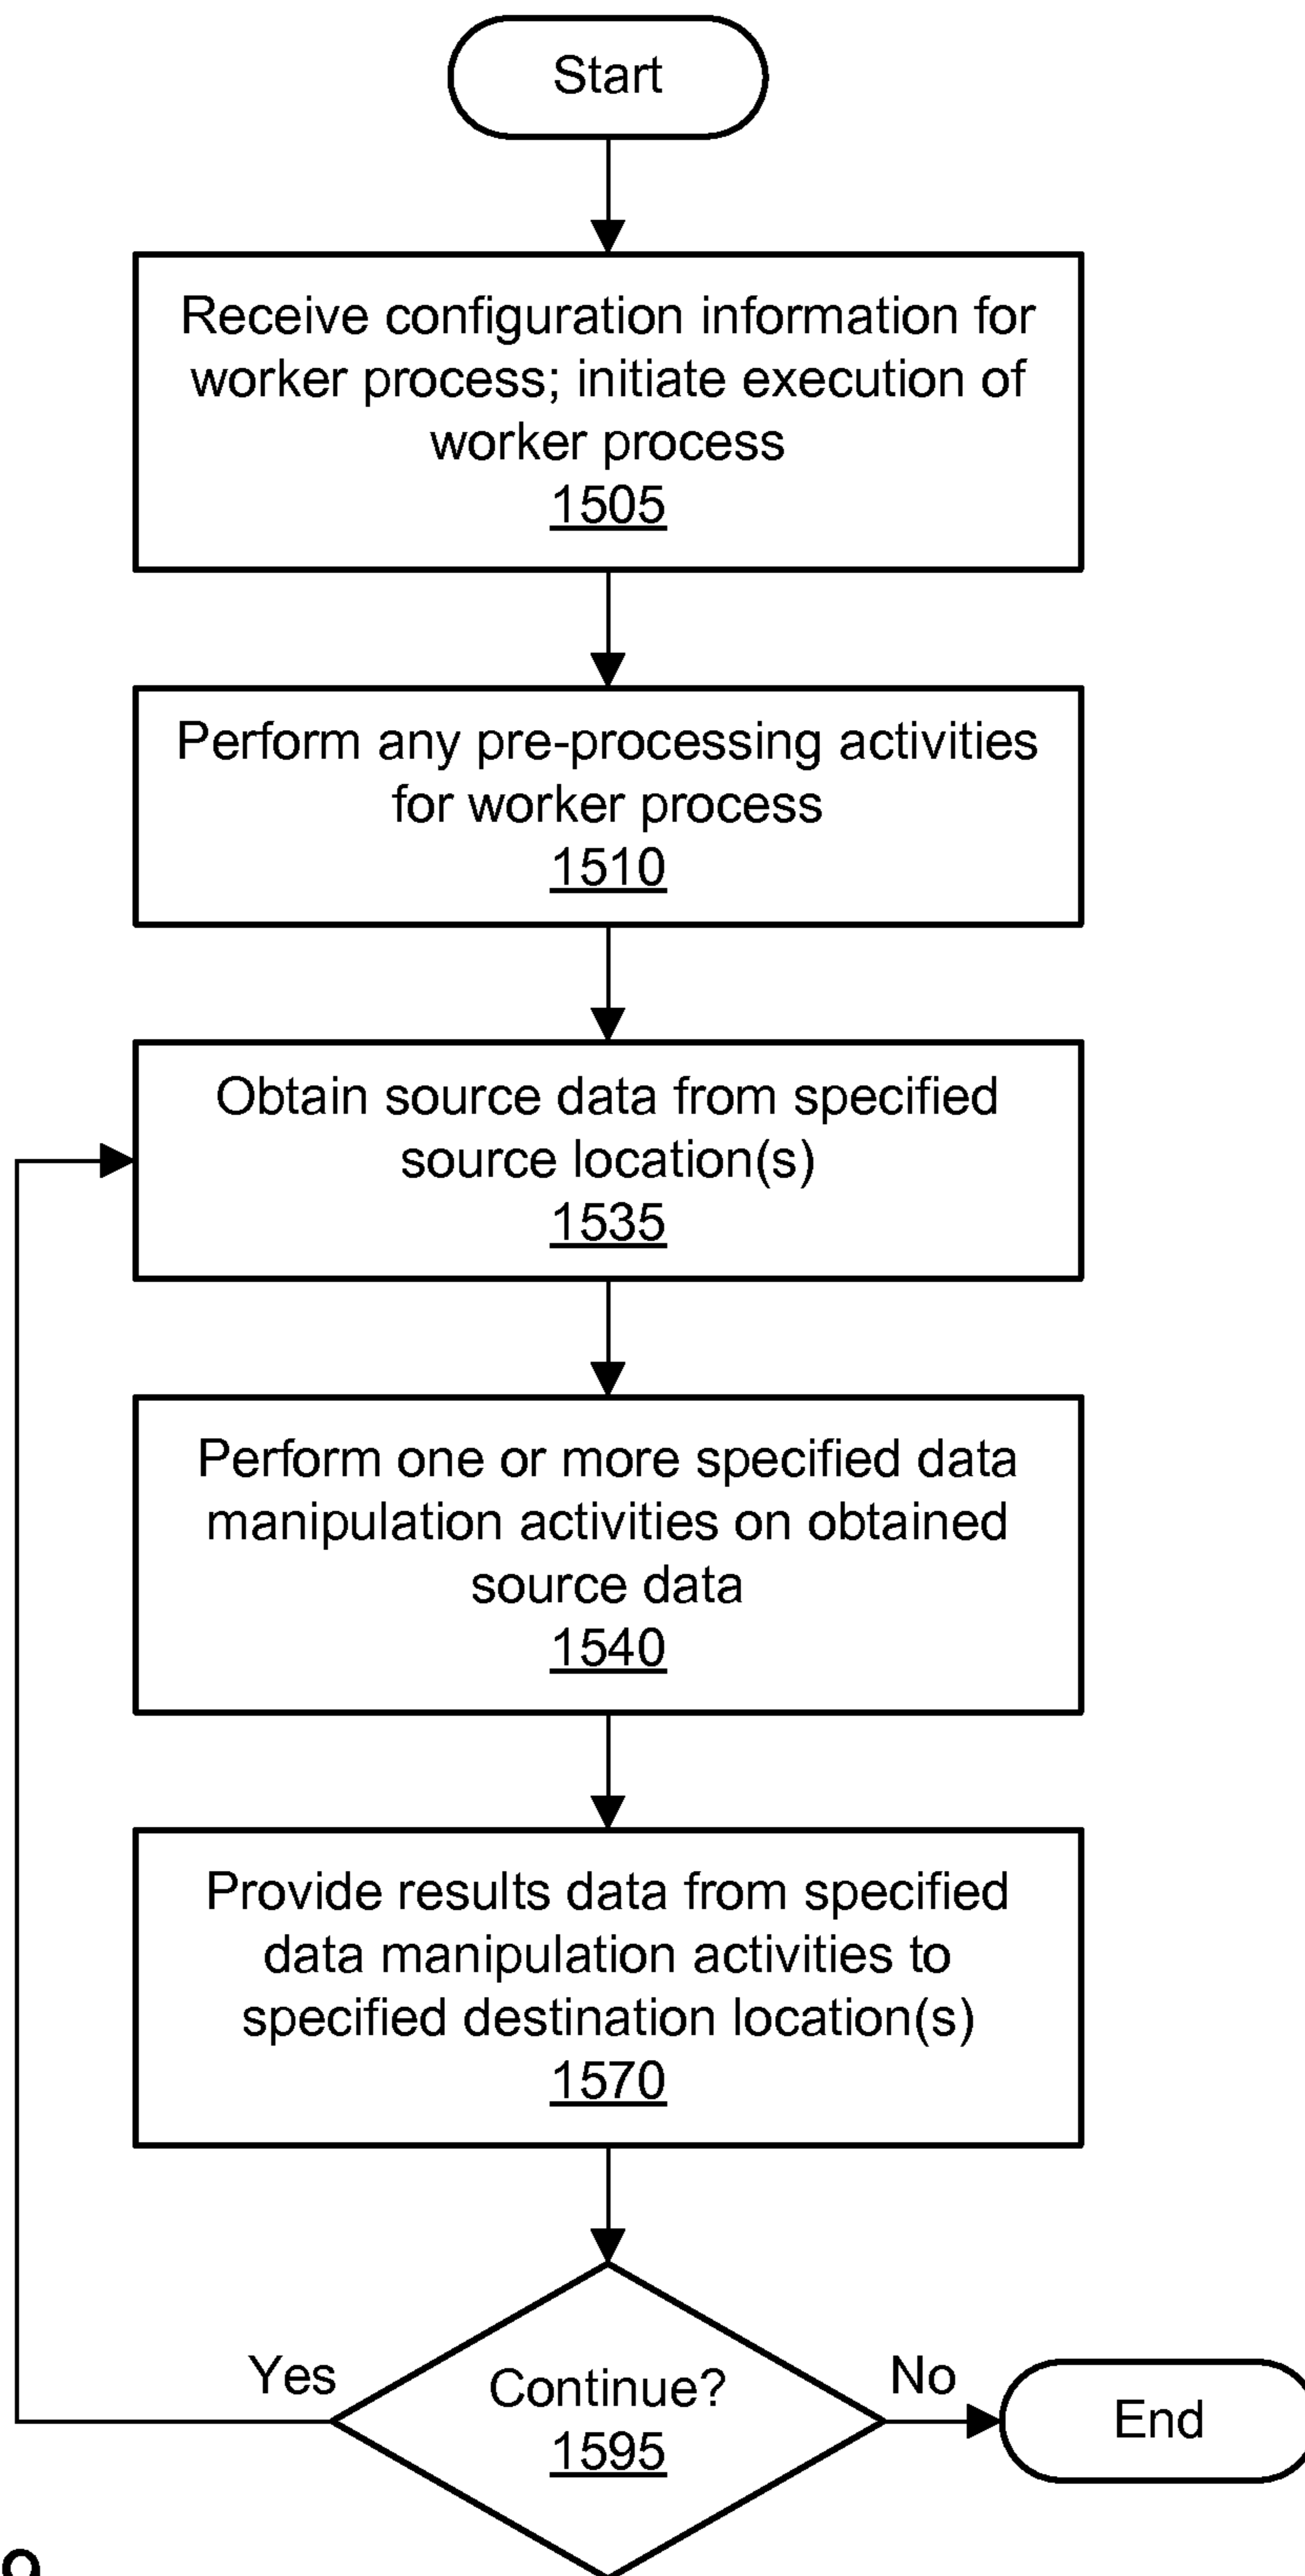 Start
Receive configuration information for
worker process; initiate execution of
worker process
1505
Perform any pre-processing activities
for worker process
1510
Obtain source data from specified
source location(s)
1535
Perform one or more specified data
manipulation activities on obtained
source data
1540
Provide results data from specified
data manipulation activities to
specified destination location(s)
1570
Yes
Continue?
1595
No
End